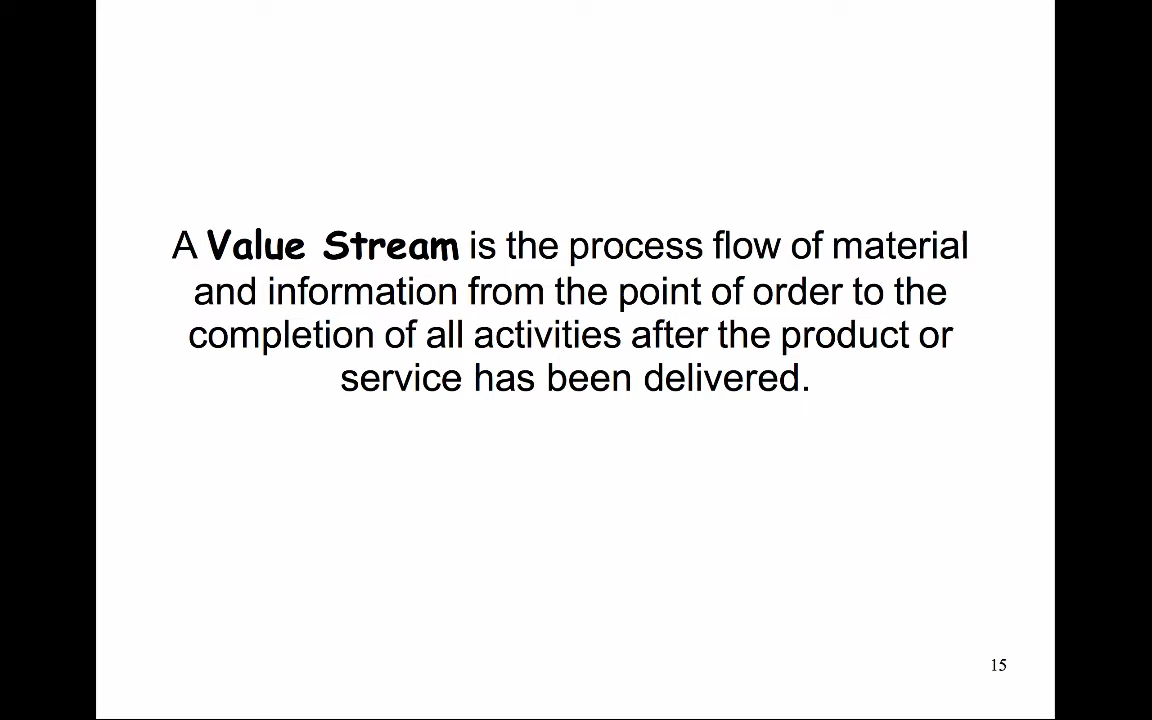 A Value Stream is the process flow of material
and information from the point of order to the
completion of all activities after the product or
service has been delivered.
15